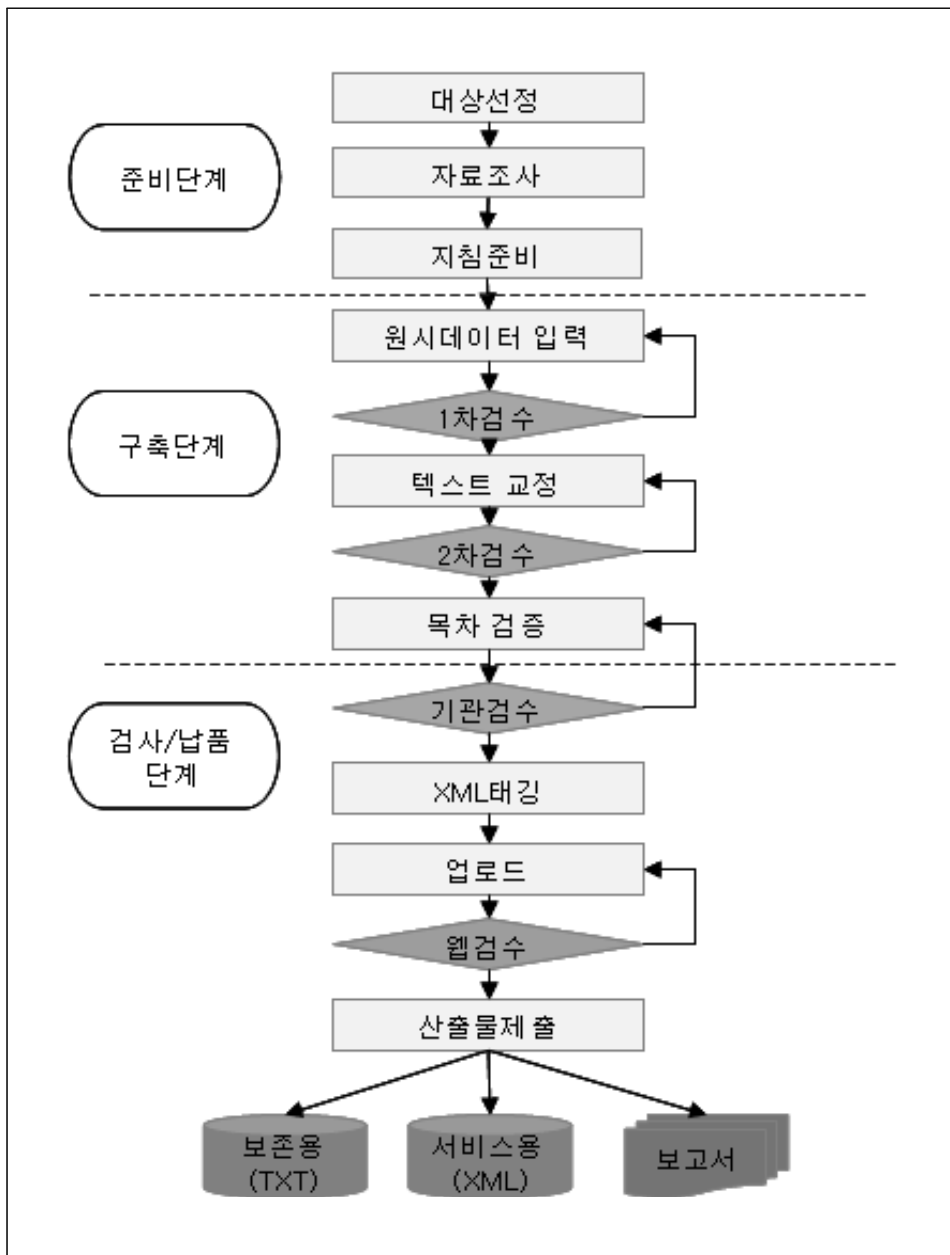 대상선정
준비단계
자료조사
지침준비
원시데이터 입력
1차검수
구축단계
텍스트 교정
2차검수
목차 검증
기관검수
검사/납품
단계
XML태깅
업로드
웹검수
산출물제출
보존용
(TXT)
서비스용
(XML)
보고서